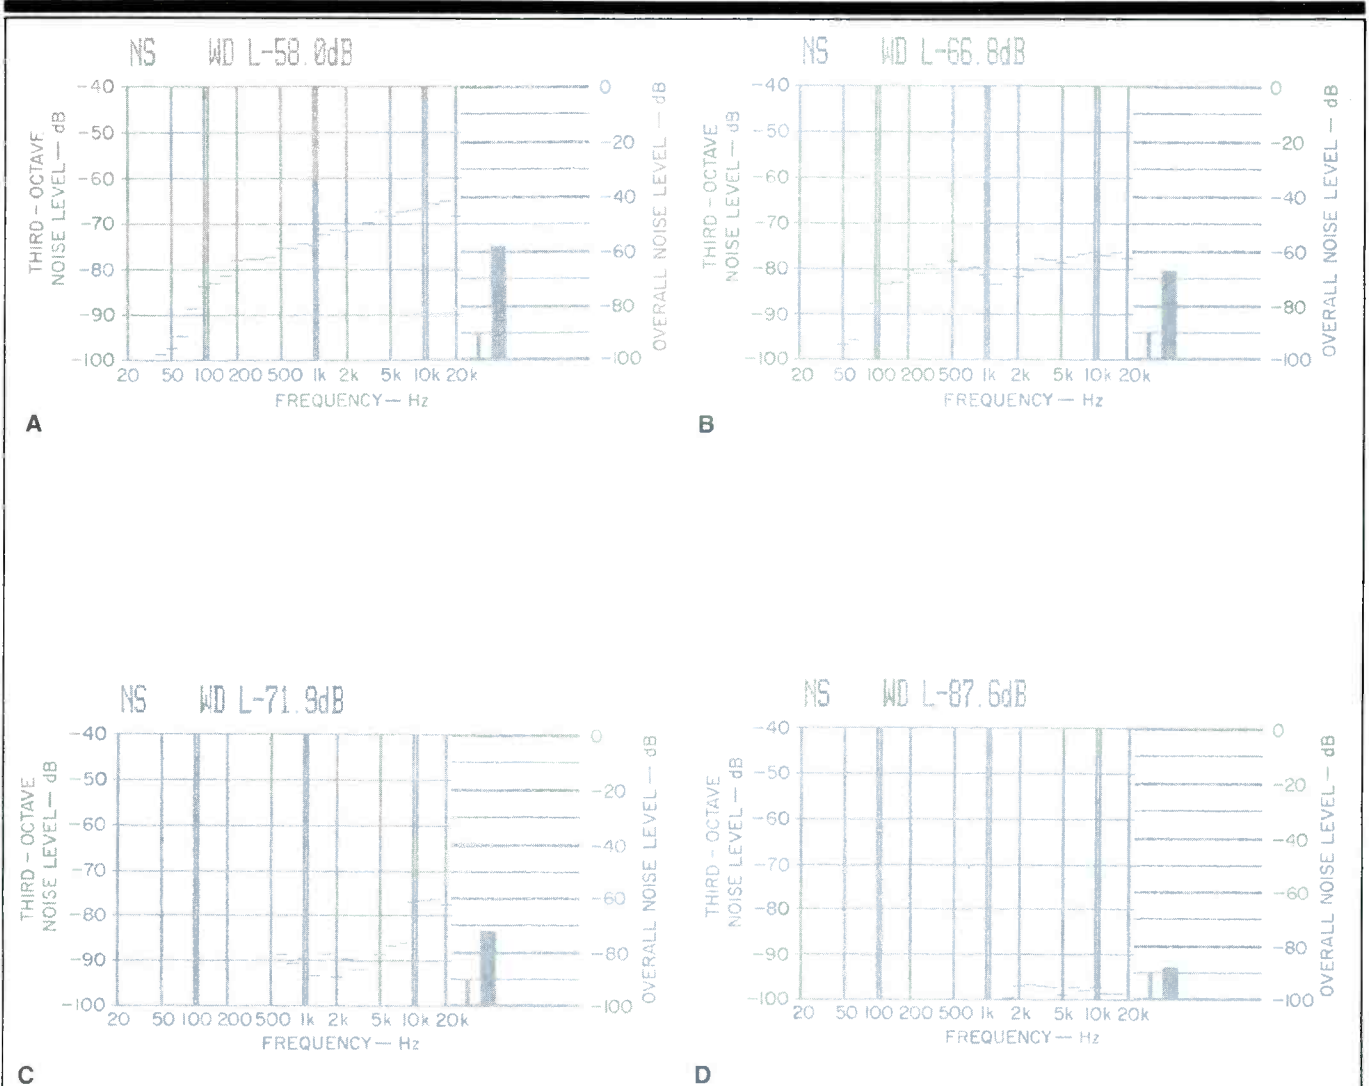 NS WD L-58.0dB
THIRD-OCTAVE
NOISE LEVEL — dB
-40
-50
-60
-70
-80
-90
-100
20 50 100 200 500 1k 2k 5k 10k 20k
FREQUENCY — Hz
0
-20
-40
-60
-80
-100
OVERALL NOISE LEVEL — dB
A
NS WD L-66.8dB
THIRD-OCTAVE
NOISE LEVEL — dB
-40
-50
-60
-70
-80
-90
-100
20 50 100 200 500 1k 2k 5k 10k 20k
FREQUENCY — Hz
0
-20
-40
-60
-80
-100
OVERALL NOISE LEVEL — dB
B
NS WD L-71.9dB
THIRD-OCTAVE
NOISE LEVEL — dB
-40
-50
-60
-70
-80
-90
-100
20 50 100 200 500 1k 2k 5k 10k 20k
FREQUENCY — Hz
0
-20
-40
-60
-80
-100
OVERALL NOISE LEVEL — dB
C
NS WD L-87.6dB
THIRD-OCTAVE
NOISE LEVEL — dB
-40
-50
-60
-70
-80
-90
-100
20 50 100 200 500 1k 2k 5k 10k 20k
FREQUENCY — Hz
0
-20
-40
-60
-80
-100
OVERALL NOISE LEVEL — dB
D